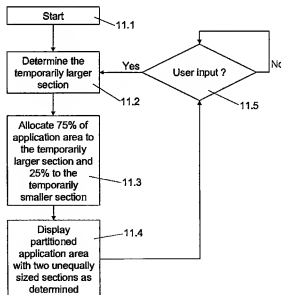 Start
11.1
Determine the
temporarily larger
section
11.2
Yes
User input ?
No
11.5
Allocate 75% of
application area to
the temporarily
larger section and
25% to the
temporarily
smaller section
11.3
Display
partitioned
application area
with two unequally
sized sections as
determined
11.4